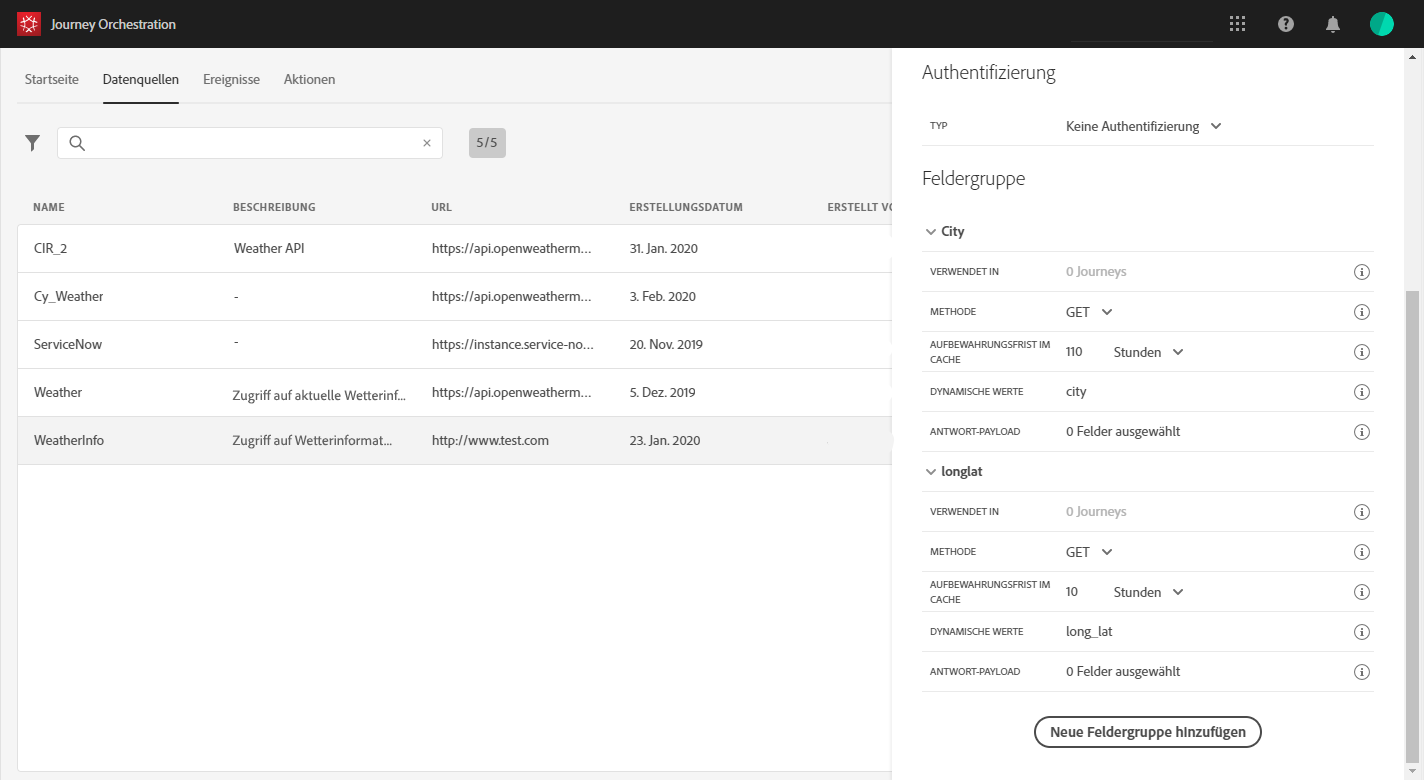 Journey Orchestration
Startseite Datenquellen Ereignisse Aktionen
5/5
NAME BESCHREIBUNG URL ERSTELLUNGSDATUM ERSTELLT VO
CIR_2 Weather API https://api.openweatherm... 31. Jan. 2020
Cy_Weather - https://api.openweatherm... 3. Feb. 2020
ServiceNow - https://instance.service-no... 20. Nov. 2019
Weather Zugriff auf aktuelle Wetterinf... https://api.openweatherm... 5. Dez. 2019
WeatherInfo Zugriff auf Wetterinformat... http://www.test.com 23. Jan. 2020
Authentifizierung
TYP Keine Authentifizierung
Feldergruppe
City
VERWENDET IN 0 Journeys
METHODE GET
AUFBEWAHRUNGSFRIST IM
CACHE 110 Stunden
DYNAMISCHE WERTE city
ANTWORT-PAYLOAD 0 Felder ausgewählt
longlat
VERWENDET IN 0 Journeys
METHODE GET
AUFBEWAHRUNGSFRIST IM
CACHE 10 Stunden
DYNAMISCHE WERTE long_lat
ANTWORT-PAYLOAD 0 Felder ausgewählt
Neue Feldergruppe hinzufügen